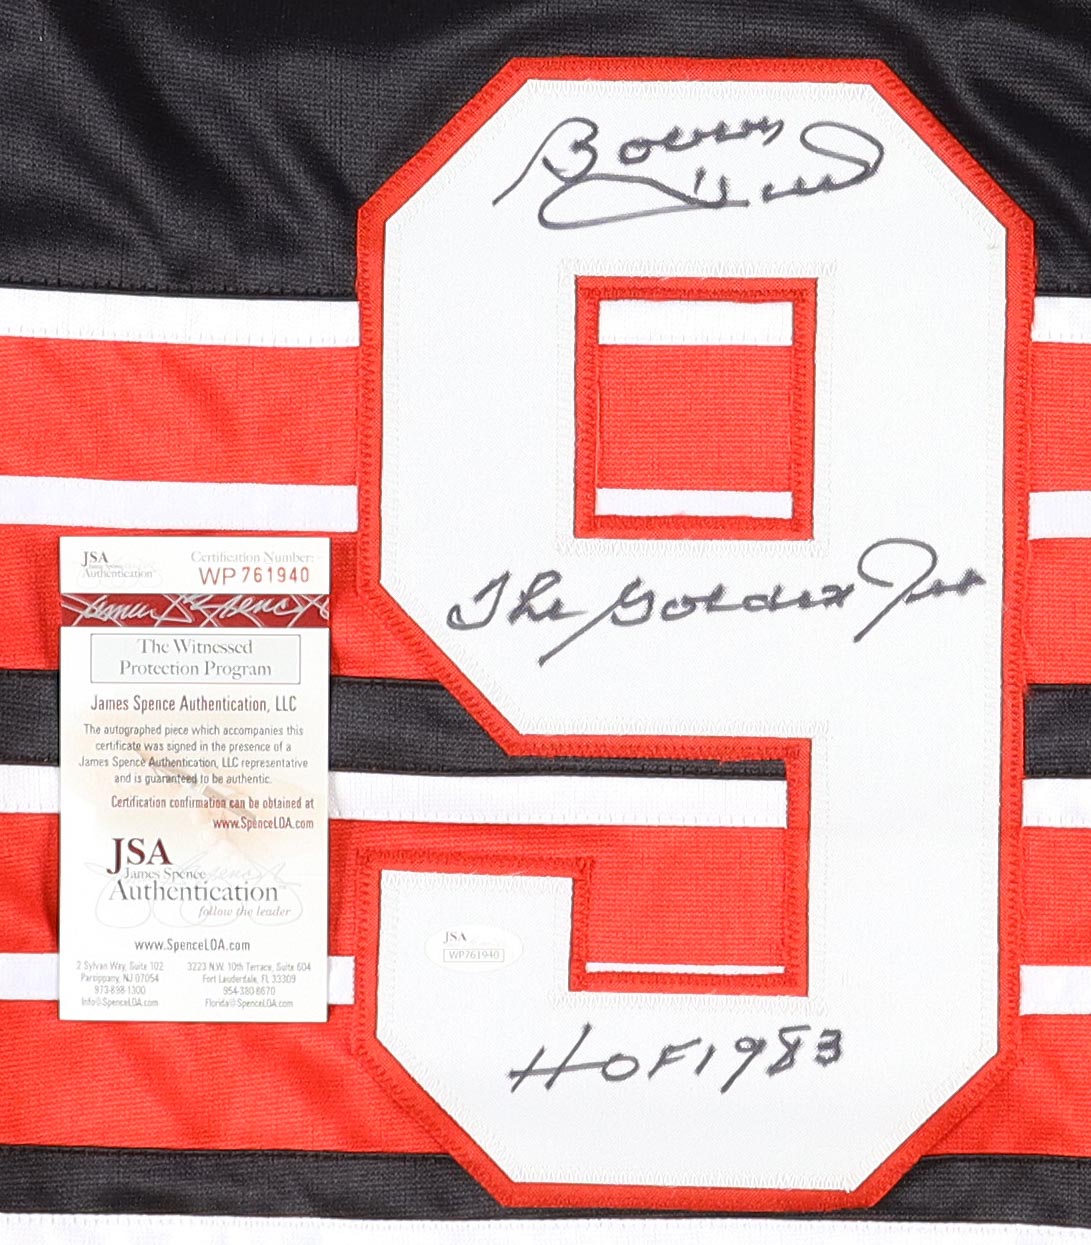 Bobby
Hull
9
The Golden Jet
JSA
Authentication™
Certification Number:
WP 761940
The Witnessed
Protection Program
James Spence Authentication, LLC
The autographed piece which accompanies this
certificate was signed in the presence of a
James Spence Authentication, LLC representative
and is guaranteed to be authentic.
Certification confirmation can be obtained at
www.SpenceLOA.com
JSA
James Spence
Authentication™
follow the leader
www.SpenceLOA.com
2 Sylvan Way, Suite 102
Parsippany, NJ 07054
973-898-1300
Info@SpenceLOA.com
3223 N.W. 10th Terrace, Suite 604
Fort Lauderdale, FL 33309
954-380-8670
Florida@SpenceLOA.com
JSA
WP761940
HOF 1983